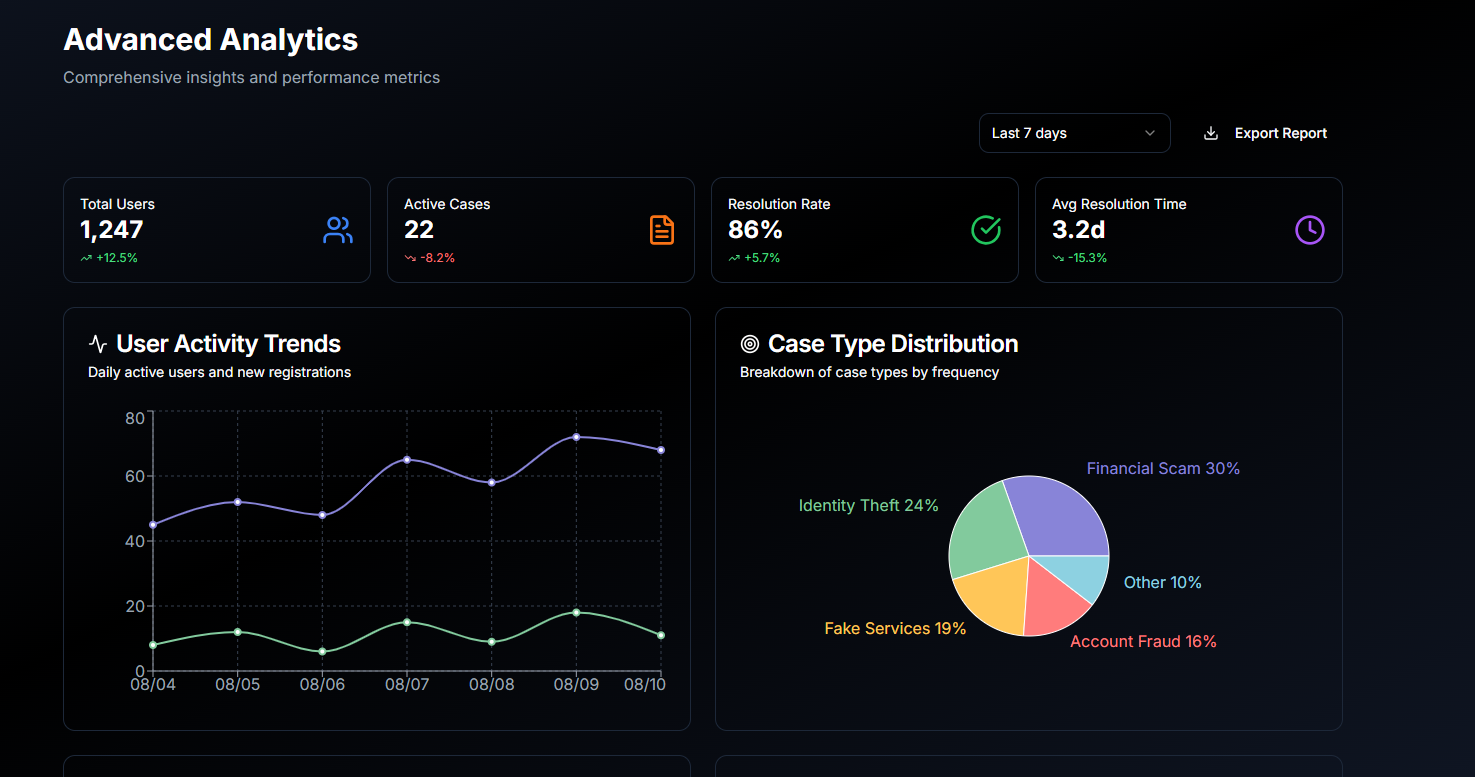 Advanced Analytics
Comprehensive insights and performance metrics
Last 7 days
Export Report
Total Users
1,247
+12.5%
Active Cases
22
-8.2%
Resolution Rate
86%
+5.7%
Avg Resolution Time
3.2d
-15.3%
User Activity Trends
Daily active users and new registrations
80
60
40
20
0
08/04 08/05 08/06 08/07 08/08 08/09 08/10
Case Type Distribution
Breakdown of case types by frequency
Financial Scam 30%
Identity Theft 24%
Other 10%
Fake Services 19%
Account Fraud 16%